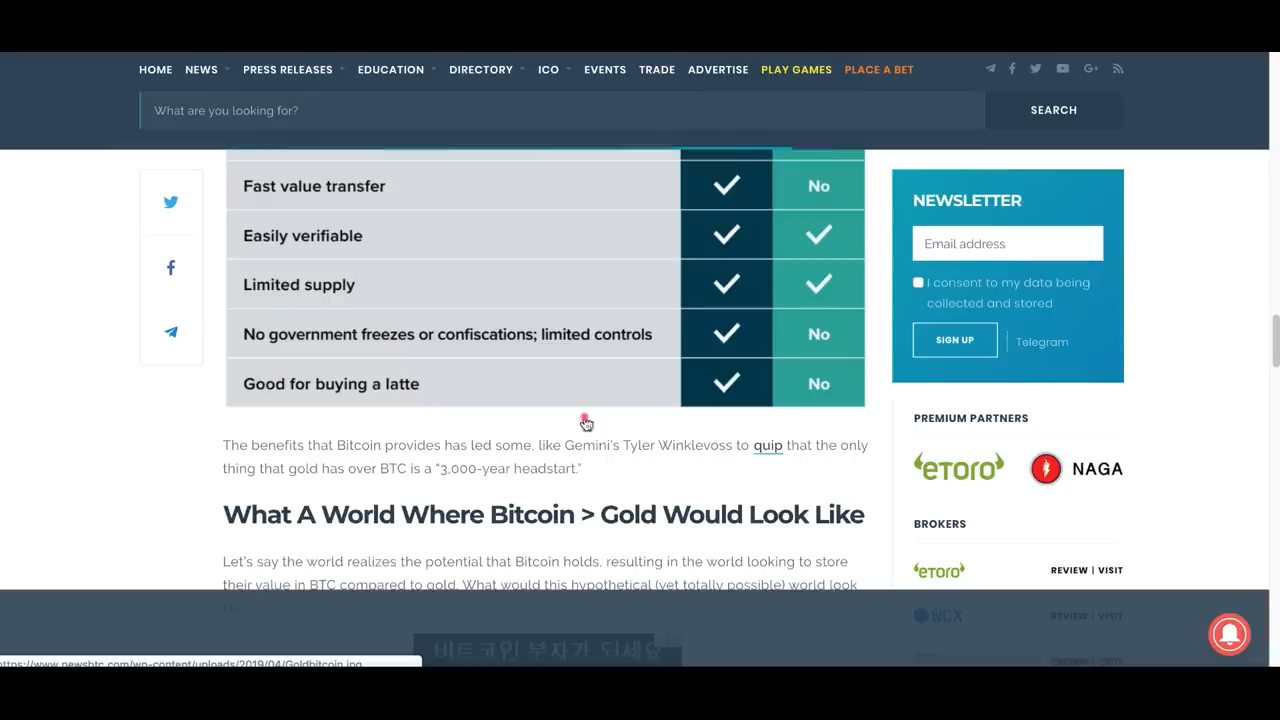 HOME NEWS PRESS RELEASES EDUCATION DIRECTORY ICO EVENTS TRADE ADVERTISE PLAY GAMES PLACE A BET
What are you looking for? SEARCH
Fast value transfer No
Easily verifiable
Limited supply
No government freezes or confiscations; limited controls No
Good for buying a latte No
The benefits that Bitcoin provides has led some, like Gemini's Tyler Winklevoss to quip that the only
thing that gold has over BTC is a "3,000-year headstart."
What A World Where Bitcoin > Gold Would Look Like
Let's say the world realizes the potential that Bitcoin holds, resulting in the world looking to store
their value in BTC compared to gold. What would this hypothetical (yet totally possible) world look
비트코인 부자가 되세요
https://www.newsbtc.com/wp-content/uploads/2019/04/Goldbitcoin.jpg
NEWSLETTER
Email address
I consent to my data being
collected and stored
SIGN UP Telegram
PREMIUM PARTNERS
eToro NAGA
BROKERS
eToro REVIEW | VISIT
WCX REVIEW | VISIT